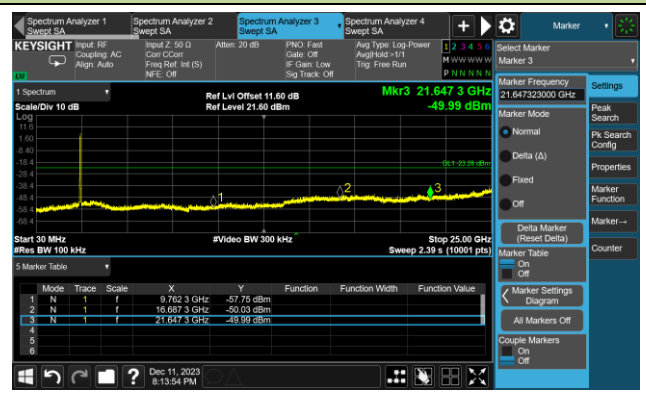 Spectrum Analyzer 1
Swept SA
Spectrum Analyzer 2
Swept SA
Spectrum Analyzer 3
Swept SA
Spectrum Analyzer 4
Swept SA
+
Marker
KEYSIGHT
Input: RF
Coupling: AC
Align: Auto
Input Z: 50 Ω
Corr CCorr
Freq Ref: Int (S)
NFE: Off
Atten: 20 dB
PNO: Fast
Gate: Off
IF Gain: Low
Sig Track: Off
Avg Type: Log-Power
Avg|Hold:>1/1
Trig: Free Run
1 2 3 4 5 6
M W W W W W
P N N N N N
LW
Select Marker
Marker 3
1 Spectrum
Scale/Div 10 dB
Log
Ref Lvl Offset 11.60 dB
Ref Level 21.60 dBm
Mkr3 21.647 3 GHz
-49.99 dBm
11.6
1.60
-8.40
-18.4
-28.4
-38.4
-48.4
-58.4
-68.4
DL1 -23.28 dBm
1
2
3
Start 30 MHz
#Res BW 100 kHz
#Video BW 300 kHz
Stop 25.00 GHz
Sweep 2.39 s (10001 pts)
5 Marker Table
Mode Trace Scale X Y Function Function Width Function Value
1 N 1 f 9.762 3 GHz -57.75 dBm
2 N 1 f 16.687 3 GHz -50.03 dBm
3 N 1 f 21.647 3 GHz -49.99 dBm
4
5
6
Marker Frequency
21.647323000 GHz
Marker Mode
Normal
Delta (Δ)
Fixed
Off
Delta Marker
(Reset Delta)
Marker Table
On
Off
Marker Settings
Diagram
All Markers Off
Couple Markers
On
Off
Settings
Peak
Search
Pk Search
Config
Properties
Marker
Function
Marker→
Counter
?
Dec 11, 2023
8:13:54 PM